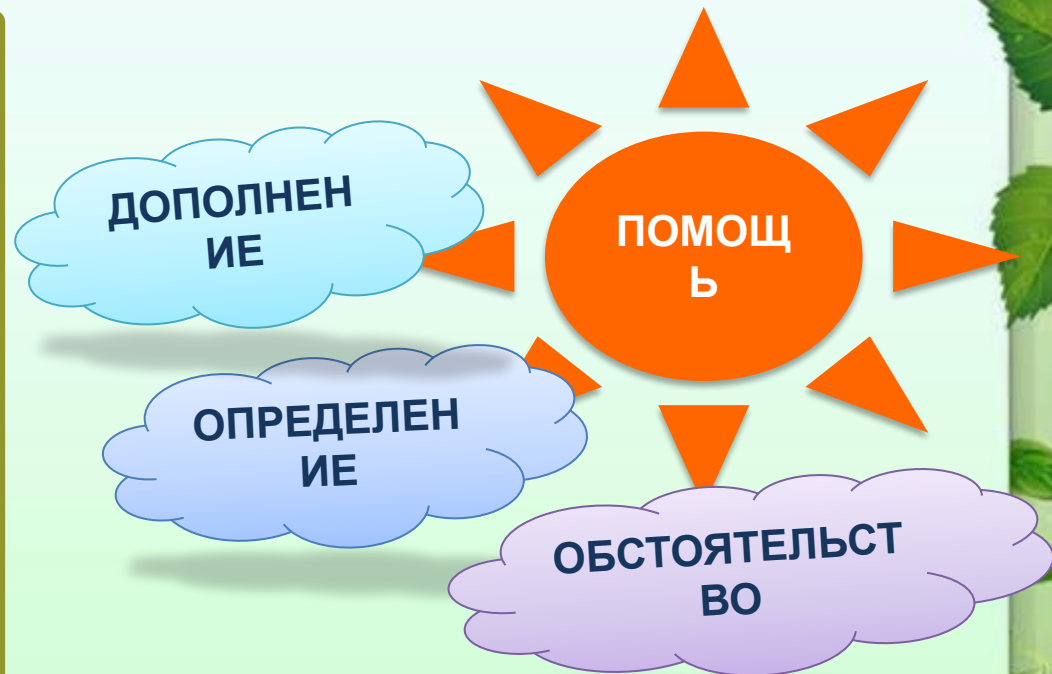 ДОПОЛНЕН
ИЕ
ПОМОЩ
Ь
ОПРЕДЕЛЕН
ИЕ
ОБСТОЯТЕЛЬСТ
ВО